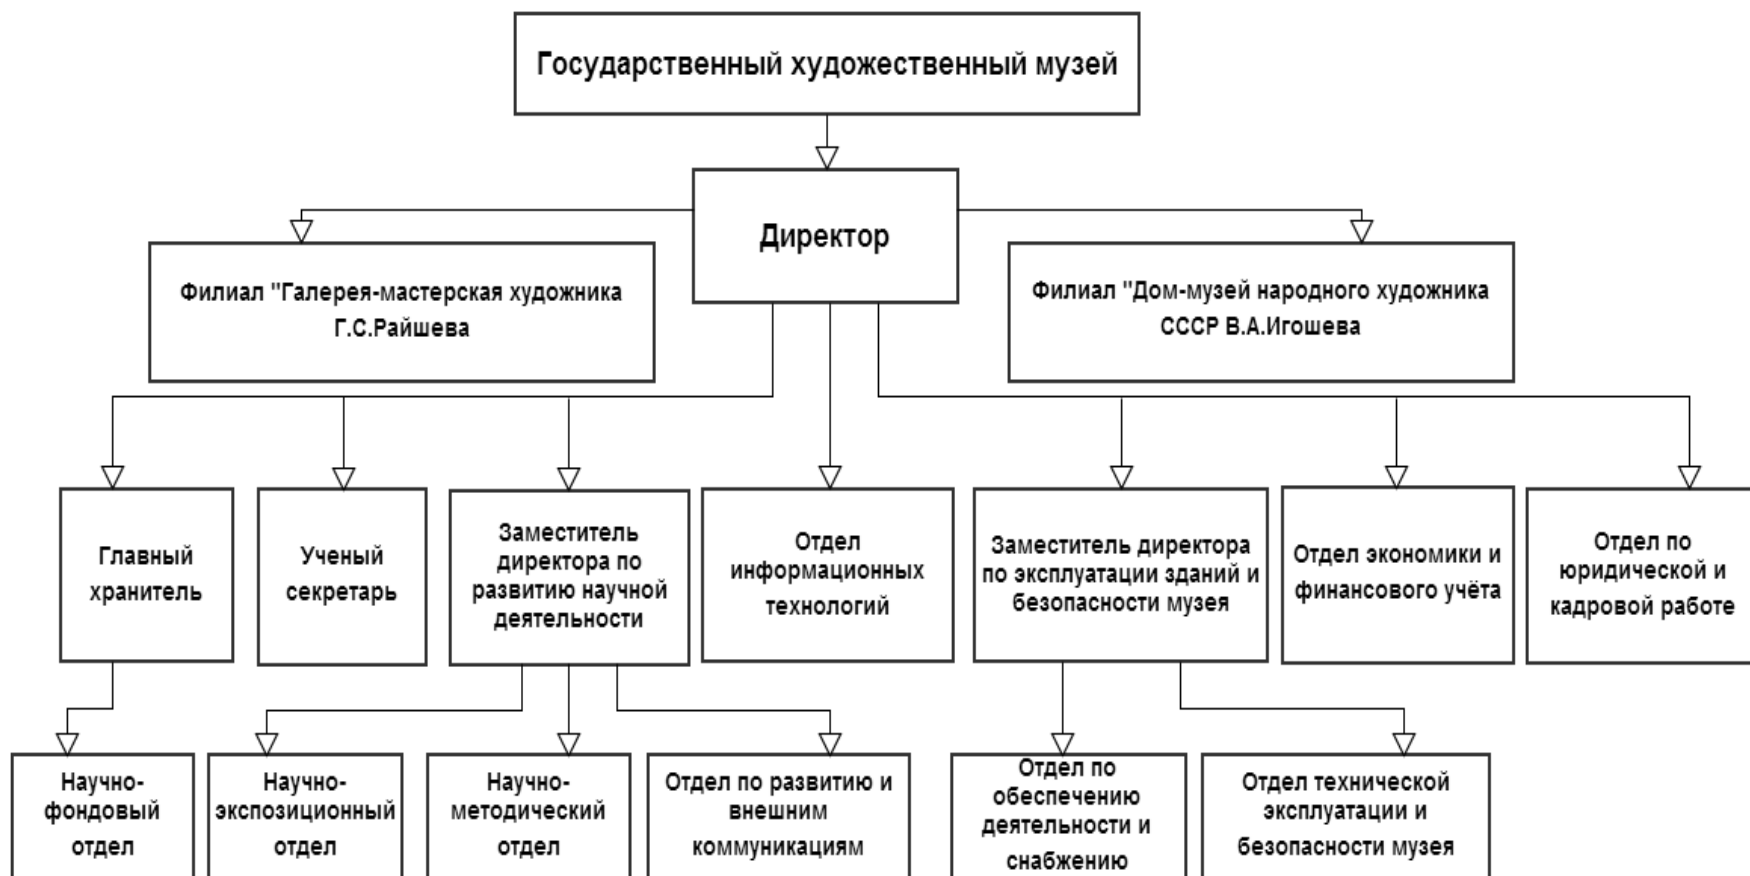 Государственный художественный музей
Директор
Филиал "Галерея-мастерская художника
Г.С.Райшева
Филиал "Дом-музей народного художника
СССР В.А.Игошева
Главный
хранитель
Ученый
секретарь
Заместитель
директора по
развитию научной
деятельности
Отдел
информационных
технологий
Заместитель директора
по эксплуатации зданий и
безопасности музея
Отдел экономики и
финансового учёта
Отдел по
юридической и
кадровой работе
Научно-
фондовый
отдел
Научно-
экспозиционный
отдел
Научно-
методический
отдел
Отдел по развитию и
внешним
коммуникациям
Отдел по
обеспечению
деятельности и
снабжению
Отдел технической
эксплуатации и
безопасности музея